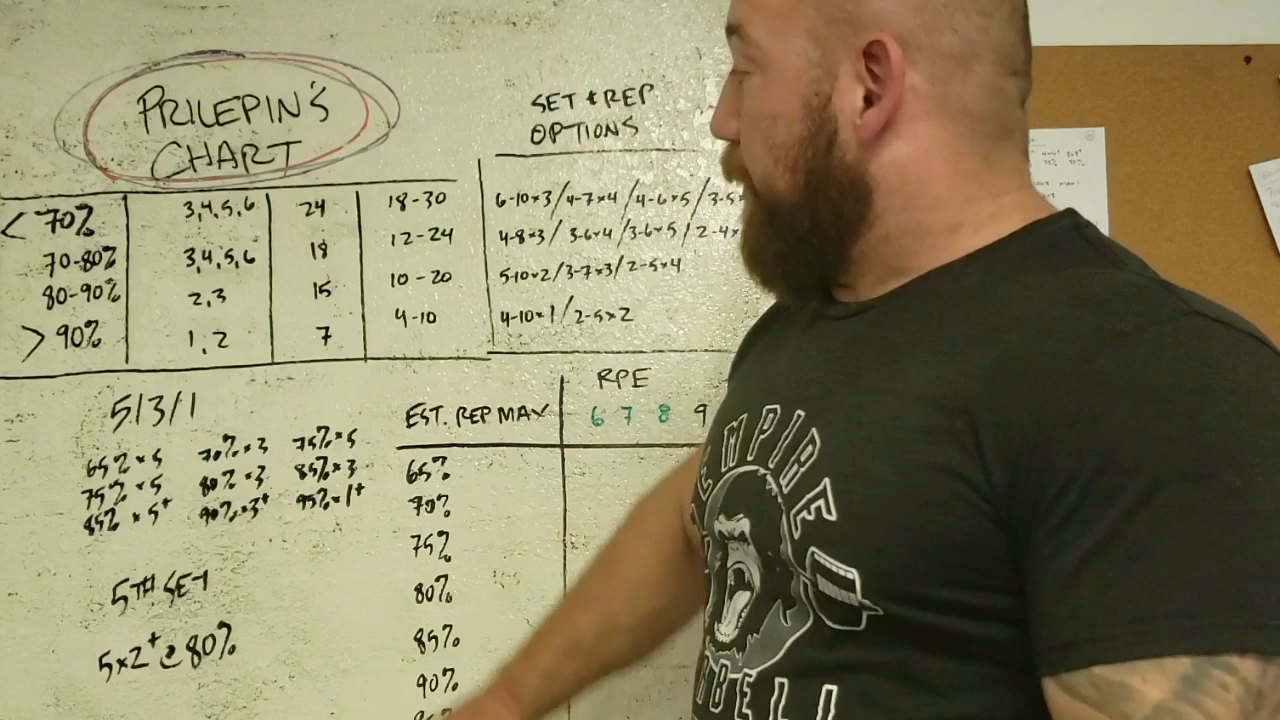 PRILEPIN'S
CHART
< 70% 3,4,5,6 24 18-30
70-80% 3,4,5,6 18 12-24
80-90% 2,3 15 10-20
> 90% 1,2 7 4-10
SET & REP
OPTIONS
6-10×3/4-7×4/4-6×5/3-5×
4-8×3/3-6×4/3-6×5/2-4×
5-10×2/3-7×3/2-5×4
4-10×1/2-5×2
5/3/1
65%×5 70%×3 75%×5
75%×5 80%×3 85%×3
85%×5+ 90%×3+ 95%×1+
5TH SET
5×2+@80%
RPE
EST. REP MAX 6 7 8 9
65%
70%
75%
80%
85%
90%
EMPIRE